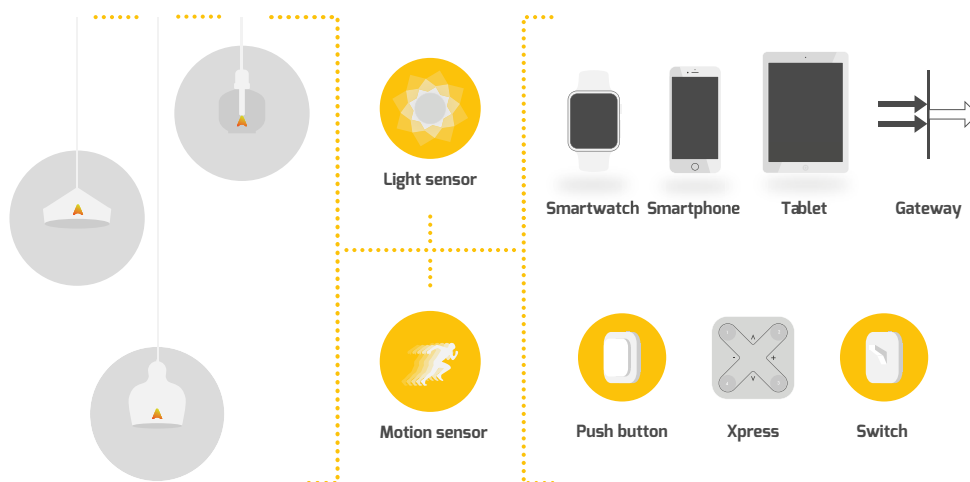 Light sensor
Smartwatch Smartphone Tablet Gateway
Motion sensor
Push button Xpress Switch